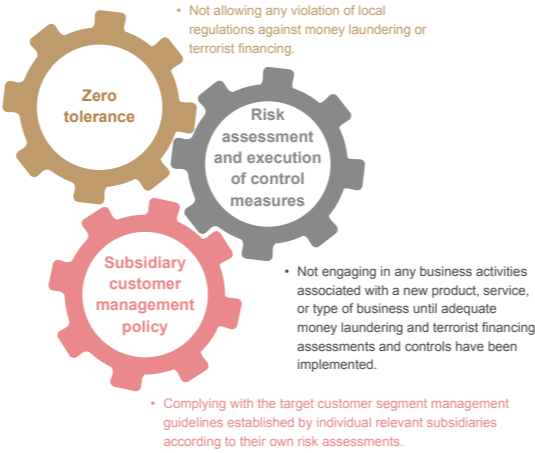 • Not allowing any violation of local
regulations against money laundering or
terrorist financing.
Zero
tolerance
Risk
assessment
and execution
of control
measures
Subsidiary
customer
management
policy
• Not engaging in any business activities
associated with a new product, service,
or type of business until adequate
money laundering and terrorist financing
assessments and controls have been
implemented.
• Complying with the target customer segment management
guidelines established by individual relevant subsidiaries
according to their own risk assessments.